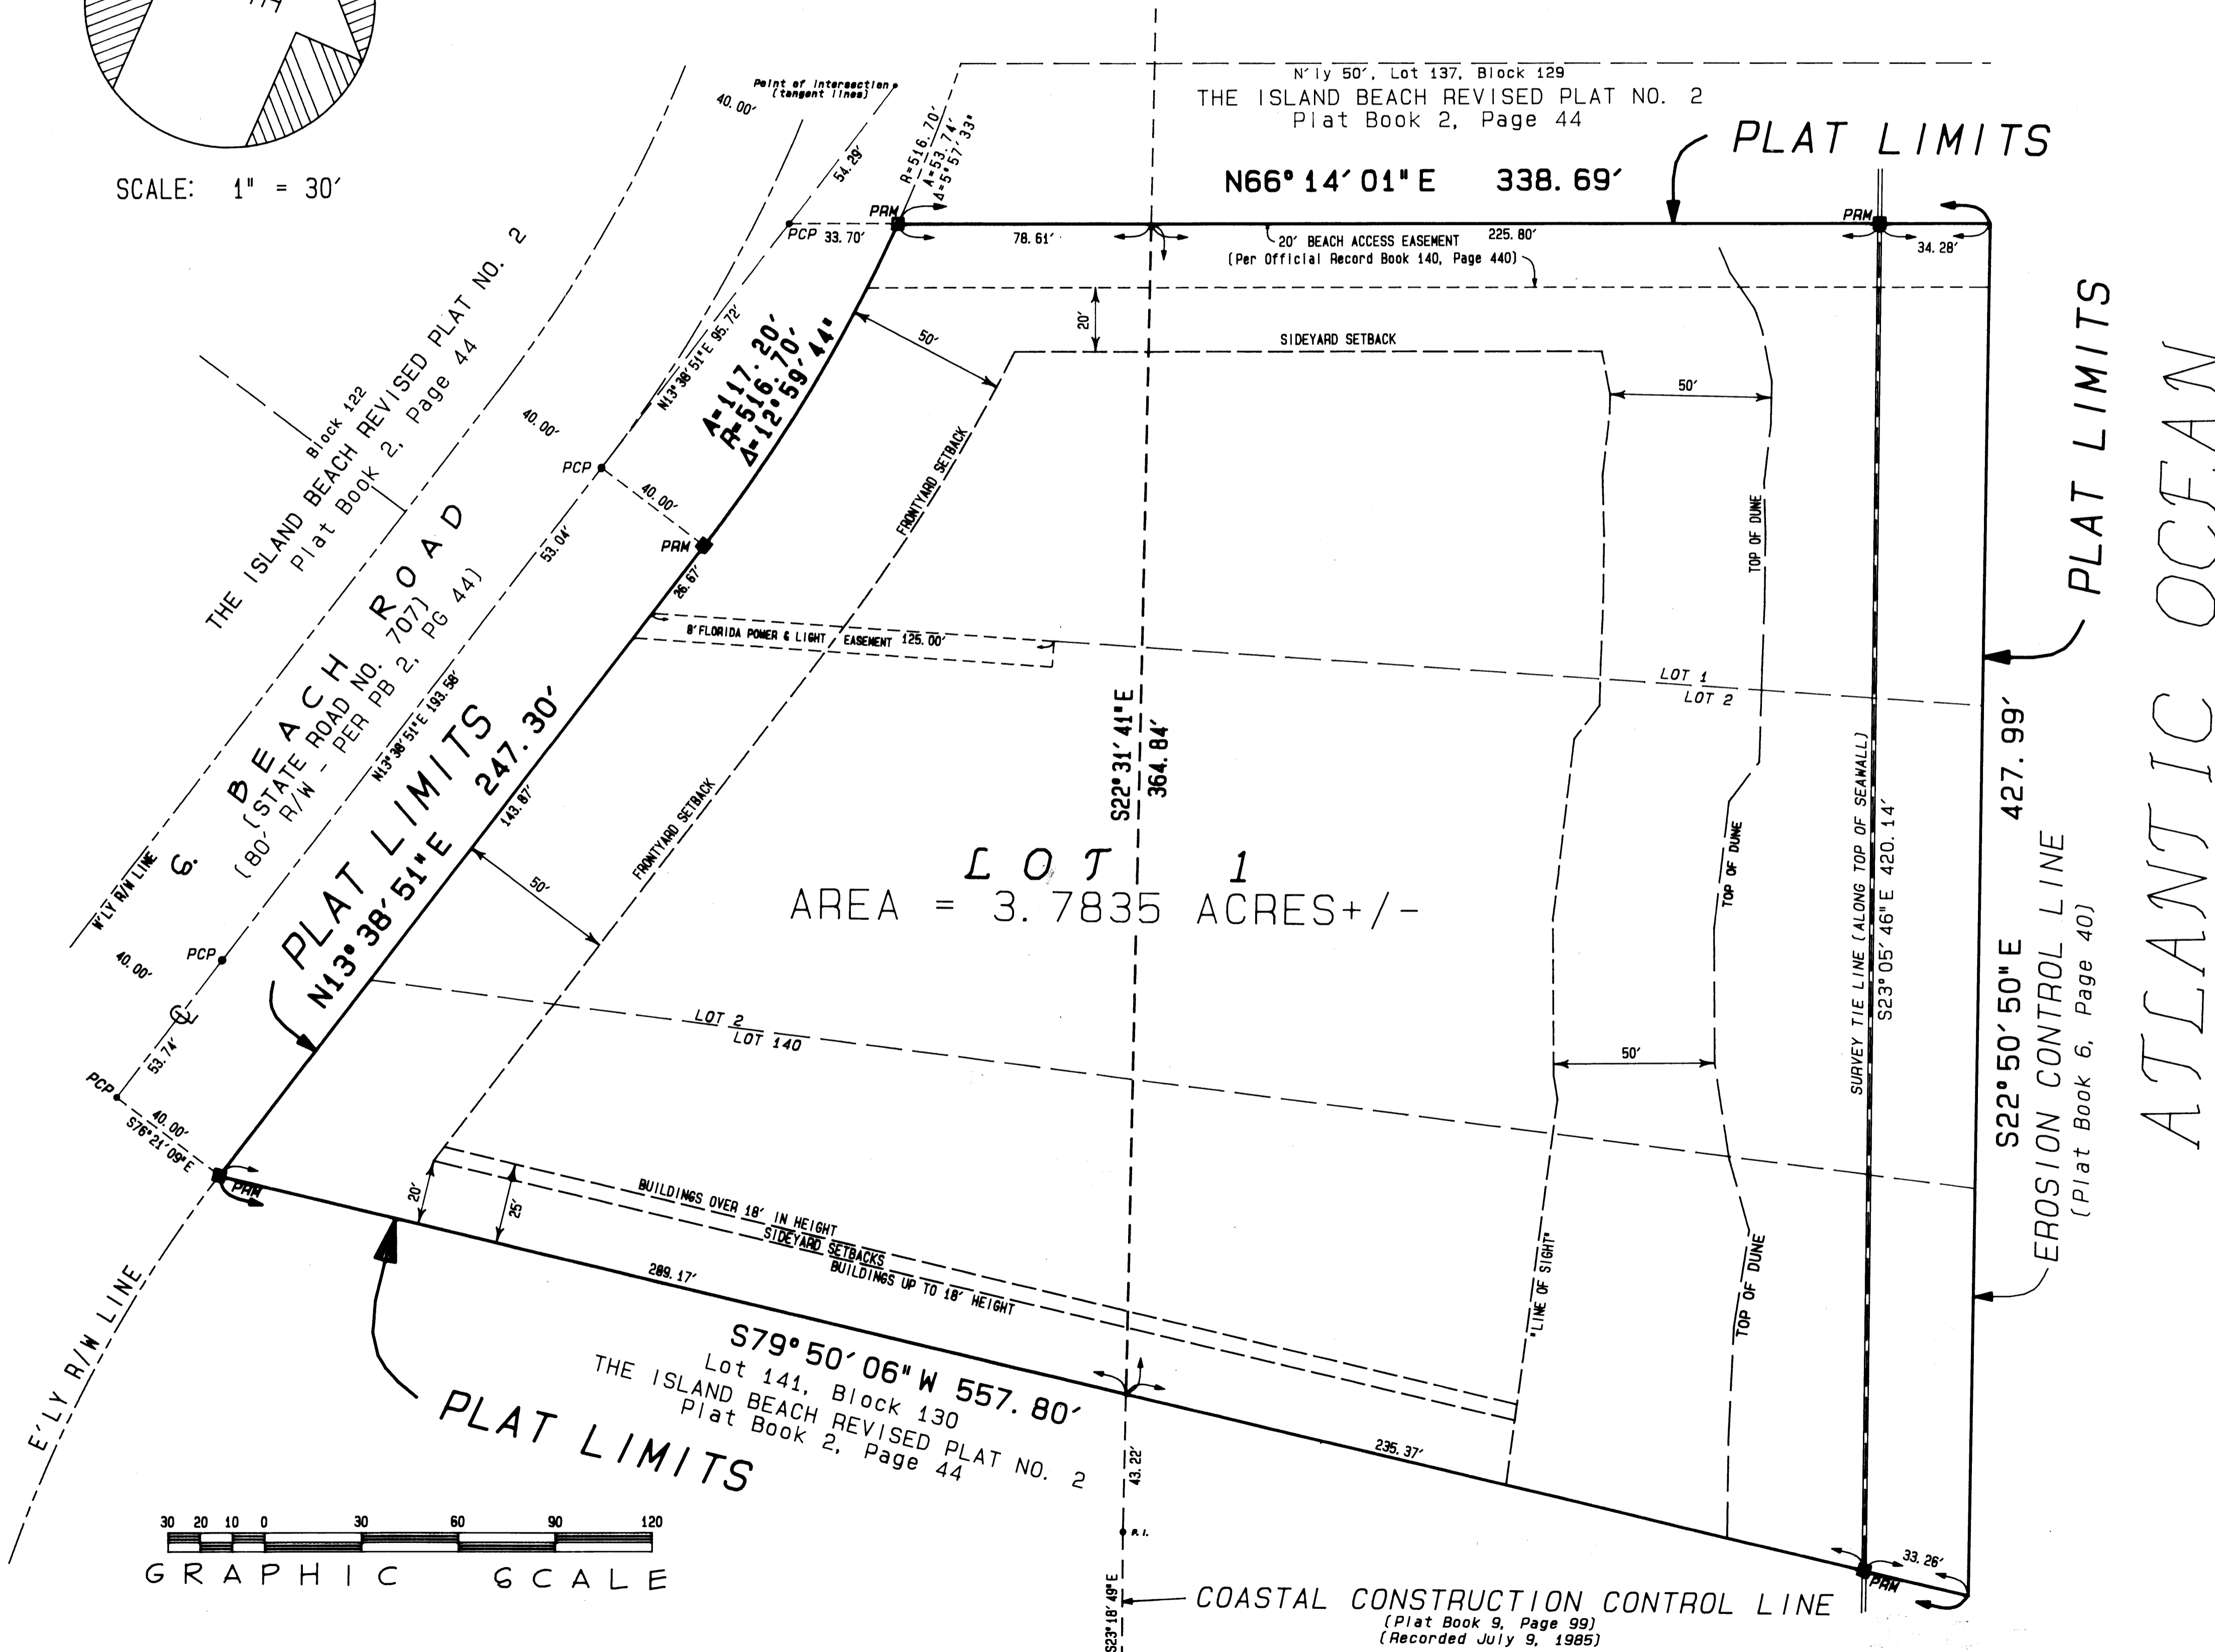 SCALE: 1" = 30′
Point of Intersection
(tangent lines)
40.00′
54.29′
R=516.70′
A=53.74′
Δ=5°57′33"
N'ly 50′, Lot 137, Block 129
THE ISLAND BEACH REVISED PLAT NO. 2
Plat Book 2, Page 44
PLAT LIMITS
N66°14′01"E 338.69′
PRM
PRM
PCP
33.70′
78.61′
20′ BEACH ACCESS EASEMENT
225.80′
(Per Official Record Book 140, Page 440)
34.28′
20′
SIDEYARD SETBACK
50′
50′
Block 122
THE ISLAND BEACH REVISED PLAT NO. 2
Plat Book 2, Page 44
N13°38′51"E 95.72′
A=117.20′
R=516.70′
Δ=12°59′44"
40.00′
PCP
40.00′
53.04′
PRM
26.67′
FRONTYARD SETBACK
TOP OF DUNE
PLAT LIMITS
ATLANTIC OCEAN
8′FLORIDA POWER & LIGHT EASEMENT 125.00′
LOT 1
LOT 2
S. BEACH ROAD
(STATE ROAD NO. 707)
(80′ R/W - PER PB 2, PG 44)
N13°38′51"E 193.58′
W'LY R/W LINE
PLAT LIMITS
N13°38′51"E 247.30′
143.87′
50′
FRONTYARD SETBACK
S22°31′41"E
364.84′
LOT 1
AREA = 3.7835 ACRES+/-
TOP OF DUNE
SURVEY TIE LINE (ALONG TOP OF SEAWALL)
S23°05′46"E 420.14′
S22°50′50"E 427.99′
EROSION CONTROL LINE
(Plat Book 6, Page 40)
PCP
40.00′
53.74′
PCP
40.00′
S76°21′09"E
PRM
LOT 2
LOT 140
50′
20′
25′
BUILDINGS OVER 18′ IN HEIGHT
SIDEYARD SETBACKS
BUILDINGS UP TO 18′ HEIGHT
"LINE OF SIGHT"
TOP OF DUNE
289.17′
S79°50′06"W 557.80′
Lot 141, Block 130
THE ISLAND BEACH REVISED PLAT NO. 2
Plat Book 2, Page 44
PLAT LIMITS
E'LY R/W LINE
43.22′
P.I.
235.37′
33.26′
PRM
S23°18′49"E
COASTAL CONSTRUCTION CONTROL LINE
(Plat Book 9, Page 99)
(Recorded July 9, 1985)
30 20 10 0 30 60 90 120
GRAPHIC SCALE